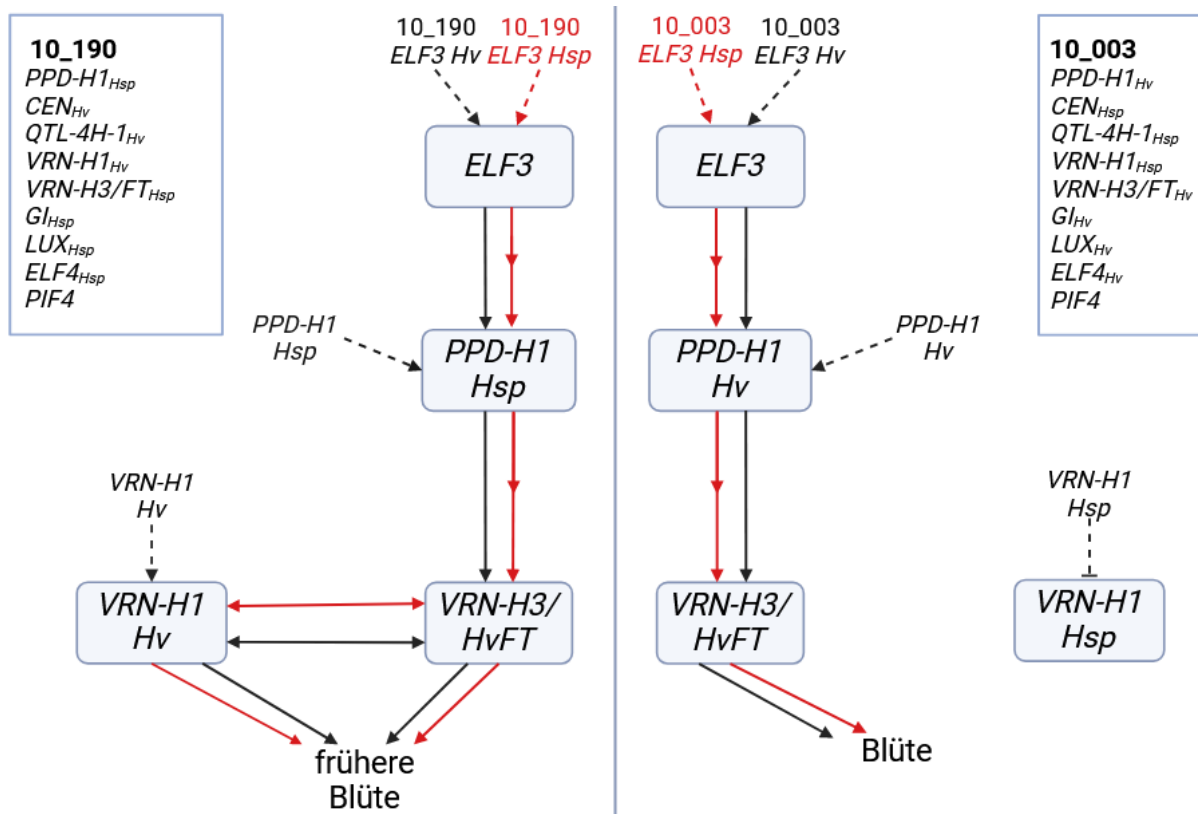 10_190
PPD-H1Hsp
CENHv
QTL-4H-1Hv
VRN-H1Hv
VRN-H3/FTHsp
GIHsp
LUXHsp
ELF4Hsp
PIF4
10_190
ELF3 Hv
10_190
ELF3 Hsp
ELF3
PPD-H1
Hsp
PPD-H1
Hsp
VRN-H1
Hv
VRN-H1
Hv
VRN-H3/
HvFT
frühere
Blüte
10_003
ELF3 Hsp
10_003
ELF3 Hv
ELF3
PPD-H1
Hv
PPD-H1
Hv
VRN-H3/
HvFT
Blüte
VRN-H1
Hsp
VRN-H1
Hsp
10_003
PPD-H1Hv
CENHsp
QTL-4H-1Hsp
VRN-H1Hsp
VRN-H3/FTHv
GIHv
LUXHv
ELF4Hv
PIF4